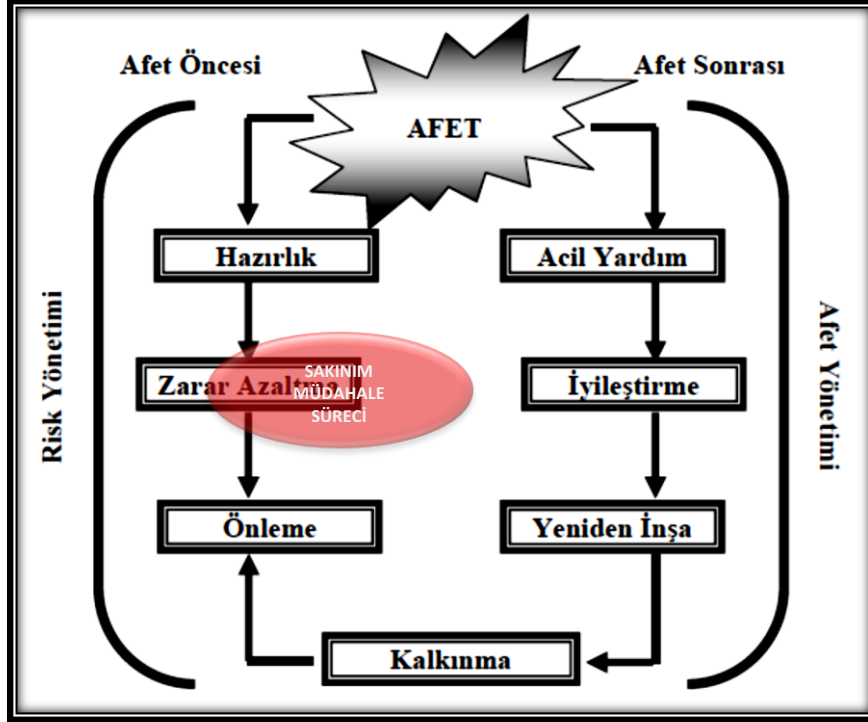 Afet Öncesi
Afet Sonrası
AFET
Hazırlık
Acil Yardım
Risk Yönetimi
Zarar Azaltma
SAKINIM
MÜDAHALE
SÜRECİ
İyileştirme
Afet Yönetimi
Önleme
Yeniden İnşa
Kalkınma